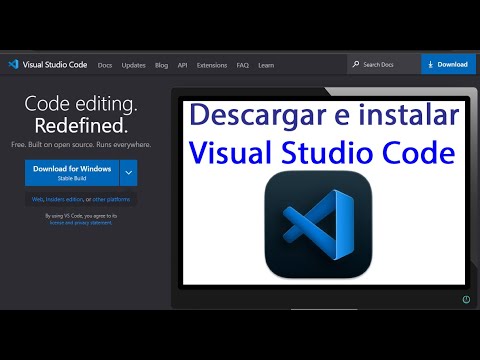 Visual Studio Code
Docs
Updates
Blog
API
Extensions
FAQ
Learn
Search Docs
Download
Code editing.
Redefined.
Free. Built on open source. Runs everywhere.
Download for Windows
Stable Build
Web, Insiders edition, or other platforms
By using VS Code, you agree to its
license and privacy statement.
Descargar e instalar
Visual Studio Code